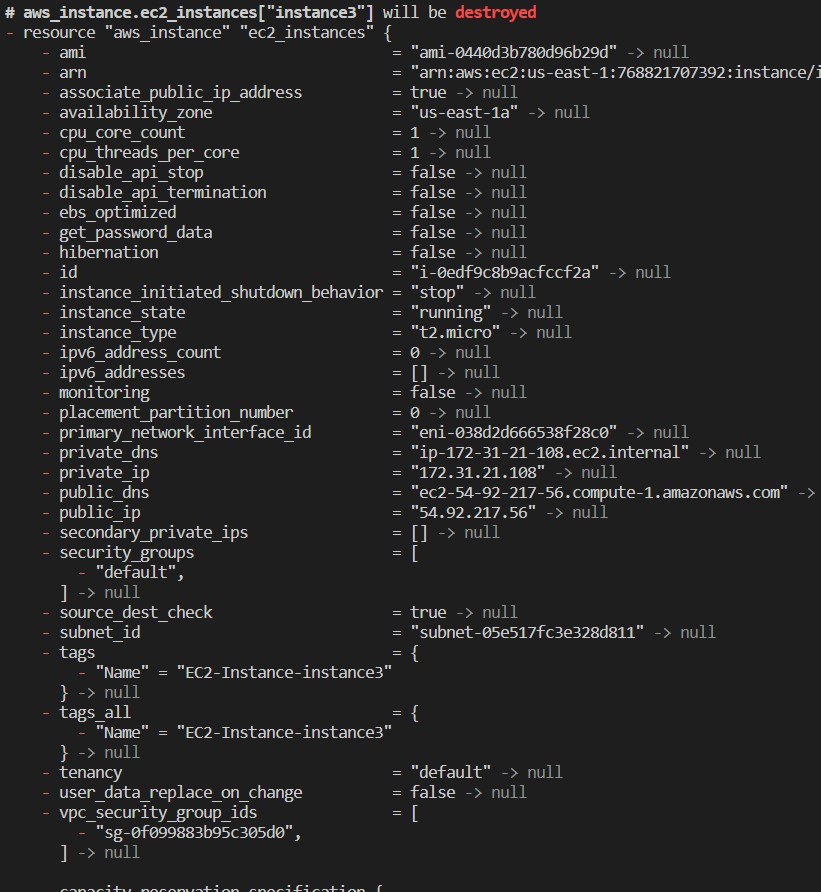 # aws_instance.ec2_instances["instance3"] will be destroyed
- resource "aws_instance" "ec2_instances" {
- ami = "ami-0440d3b780d96b29d" -> null
- arn = "arn:aws:ec2:us-east-1:768821707392:instance/i
- associate_public_ip_address = true -> null
- availability_zone = "us-east-1a" -> null
- cpu_core_count = 1 -> null
- cpu_threads_per_core = 1 -> null
- disable_api_stop = false -> null
- disable_api_termination = false -> null
- ebs_optimized = false -> null
- get_password_data = false -> null
- hibernation = false -> null
- id = "i-0edf9c8b9acfccf2a" -> null
- instance_initiated_shutdown_behavior = "stop" -> null
- instance_state = "running" -> null
- instance_type = "t2.micro" -> null
- ipv6_address_count = 0 -> null
- ipv6_addresses = [] -> null
- monitoring = false -> null
- placement_partition_number = 0 -> null
- primary_network_interface_id = "eni-038d2d666538f28c0" -> null
- private_dns = "ip-172-31-21-108.ec2.internal" -> null
- private_ip = "172.31.21.108" -> null
- public_dns = "ec2-54-92-217-56.compute-1.amazonaws.com" ->
- public_ip = "54.92.217.56" -> null
- secondary_private_ips = [] -> null
- security_groups = [
- "default",
] -> null
- source_dest_check = true -> null
- subnet_id = "subnet-05e517fc3e328d811" -> null
- tags = {
- "Name" = "EC2-Instance-instance3"
} -> null
- tags_all = {
- "Name" = "EC2-Instance-instance3"
} -> null
- tenancy = "default" -> null
- user_data_replace_on_change = false -> null
- vpc_security_group_ids = [
- "sg-0f099883b95c305d0",
] -> null
capacity_reservation_specification {